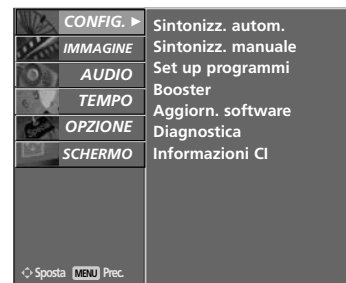 CONFIG. ►
IMMAGINE
AUDIO
TEMPO
OPZIONE
SCHERMO
Sintonizz. autom.
Sintonizz. manuale
Set up programmi
Booster
Aggiorn. software
Diagnostica
Informazioni CI
Sposta MENU Prec.